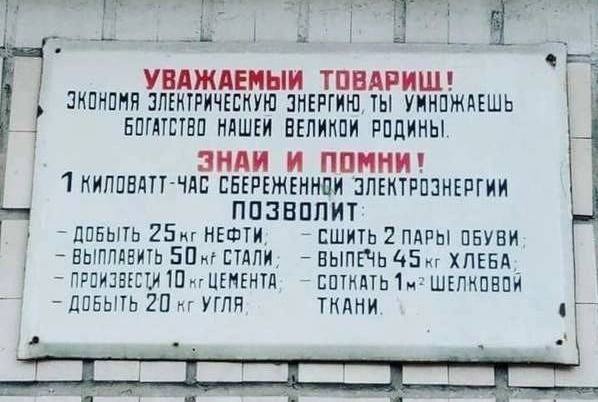 УВАЖАЕМЫЙ ТОВАРИЩ!
ЭКОНОМЯ ЭЛЕКТРИЧЕСКУЮ ЭНЕРГИЮ, ТЫ УМНОЖАЕШЬ
БОГАТСТВО НАШЕЙ ВЕЛИКОЙ РОДИНЫ.
ЗНАЙ И ПОМНИ!
1 КИЛОВАТТ-ЧАС СБЕРЕЖЕННОЙ ЭЛЕКТРОЭНЕРГИИ
ПОЗВОЛИТ:
- ДОБЫТЬ 25 кг НЕФТИ;
- ВЫПЛАВИТЬ 50 кг СТАЛИ;
- ПРОИЗВЕСТИ 10 кг ЦЕМЕНТА;
- ДОБЫТЬ 20 кг УГЛЯ;
- СШИТЬ 2 ПАРЫ ОБУВИ;
- ВЫПЕЧЬ 45 кг ХЛЕБА;
- СОТКАТЬ 1 м² ШЕЛКОВОЙ
ТКАНИ.